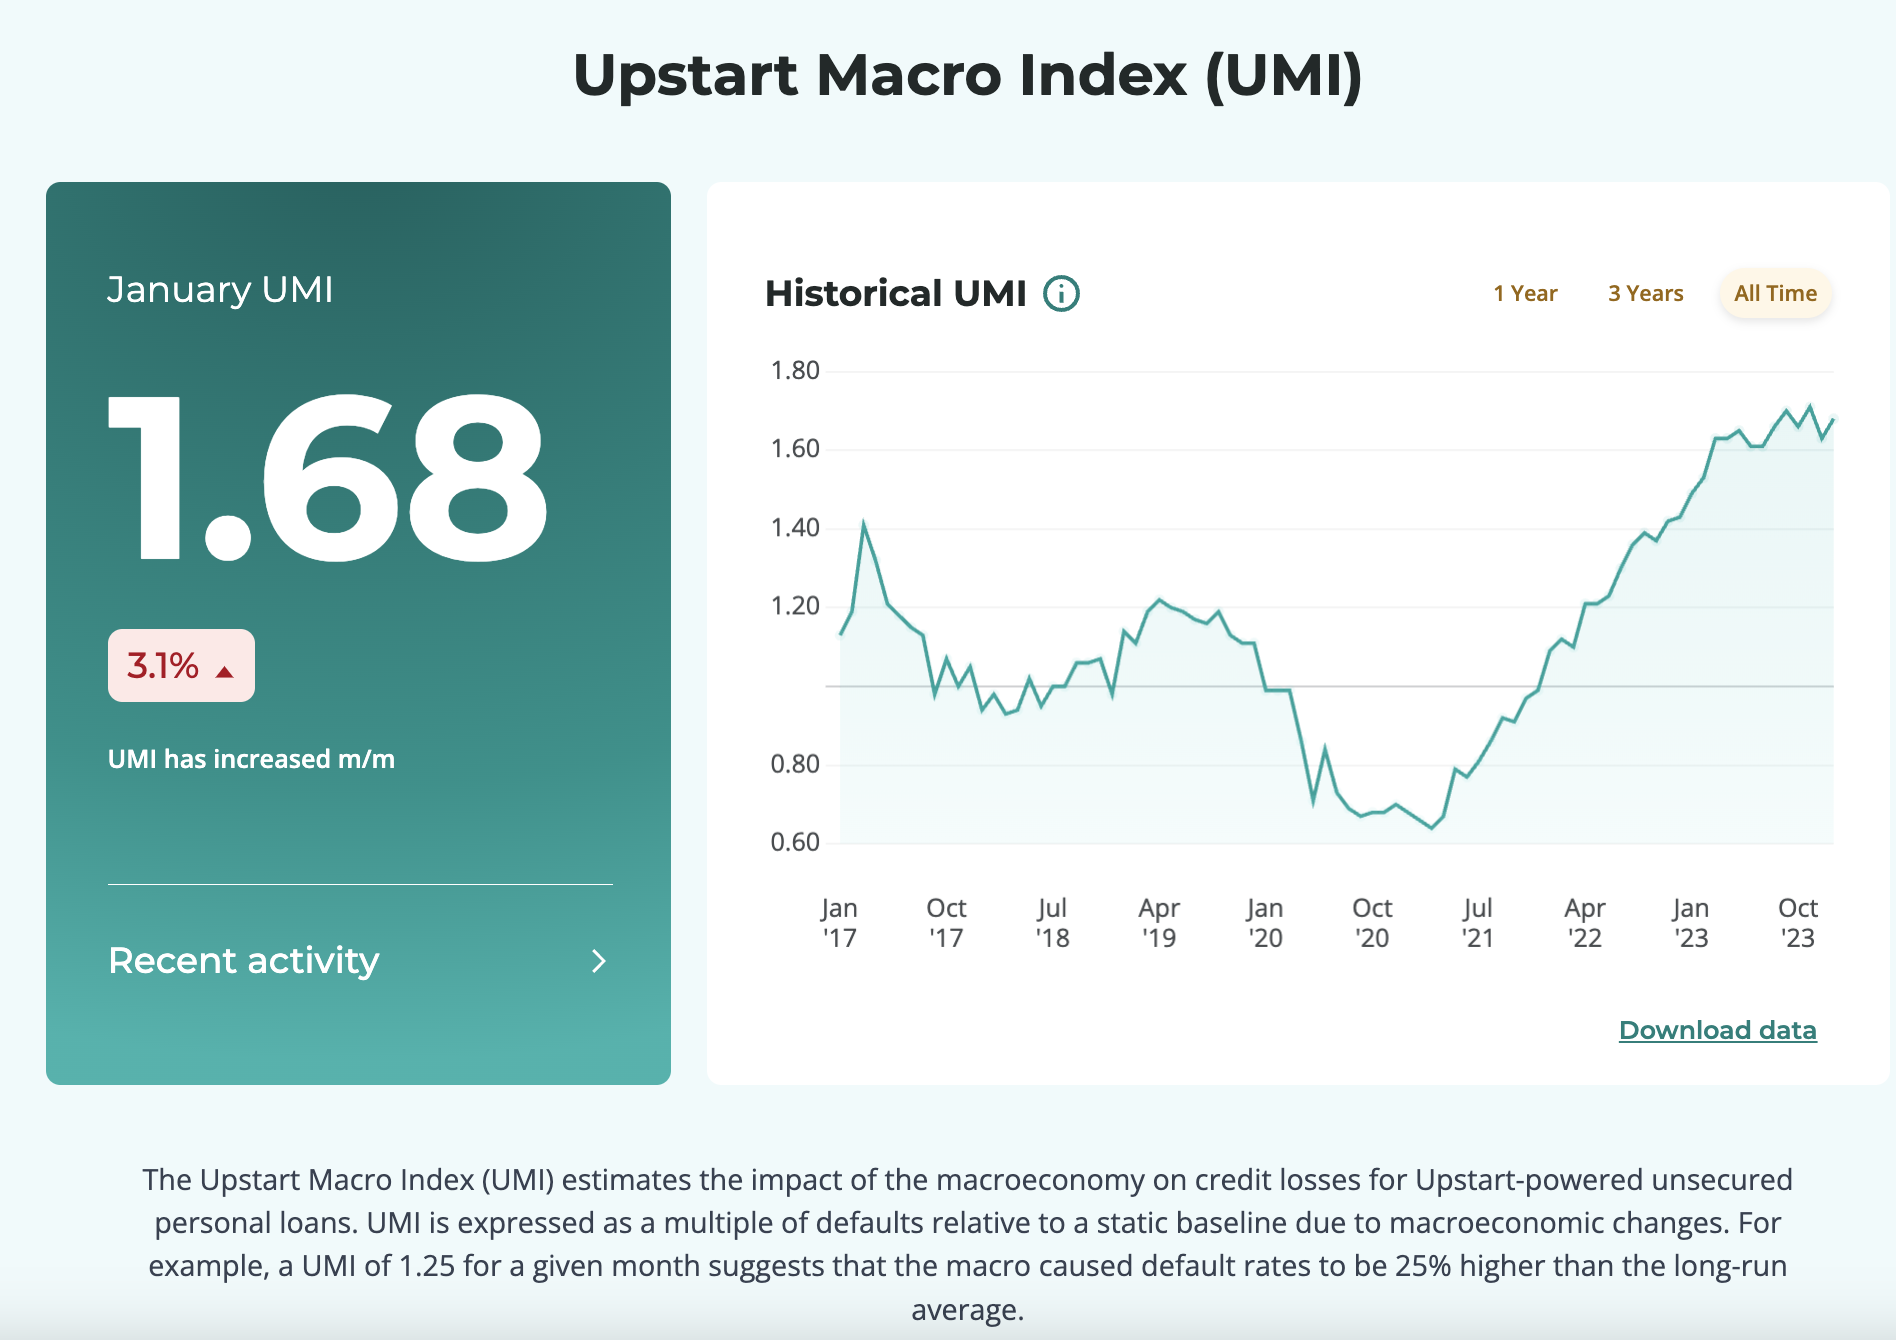 Upstart Macro Index (UMI)
January UMI
1.68
3.1%
UMI has increased m/m
Recent activity
Historical UMI
1 Year
3 Years
All Time
1.80
1.60
1.40
1.20
0.80
0.60
Jan '17
Oct '17
Jul '18
Apr '19
Jan '20
Oct '20
Jul '21
Apr '22
Jan '23
Oct '23
Download data
The Upstart Macro Index (UMI) estimates the impact of the macroeconomy on credit losses for Upstart-powered unsecured
personal loans. UMI is expressed as a multiple of defaults relative to a static baseline due to macroeconomic changes. For
example, a UMI of 1.25 for a given month suggests that the macro caused default rates to be 25% higher than the long-run
average.